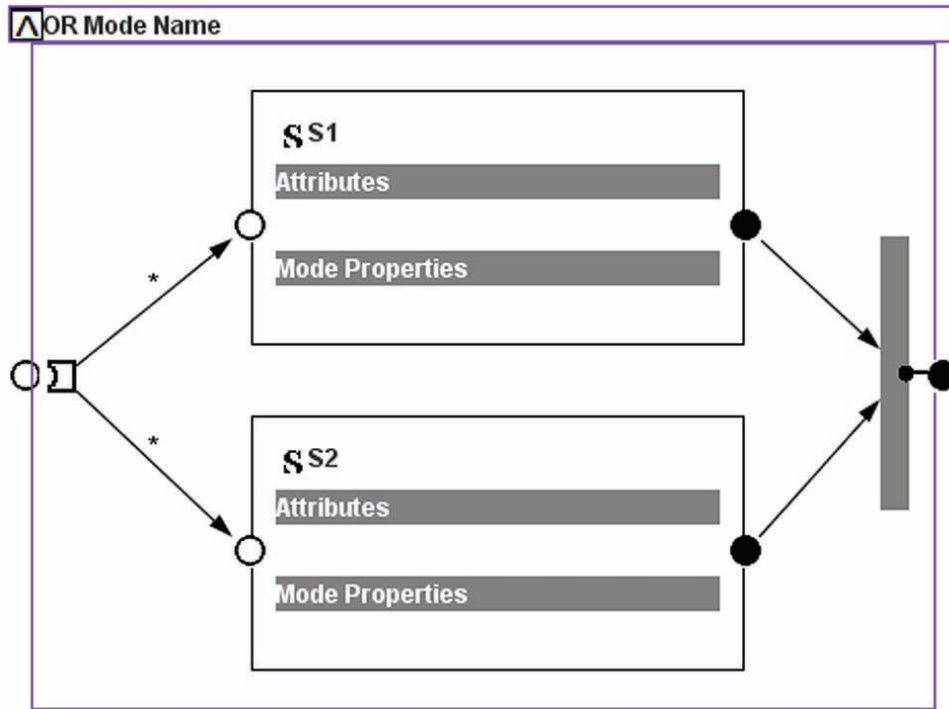 OR Mode Name
S S1
Attributes
Mode Properties
*
*
S S2
Attributes
Mode Properties